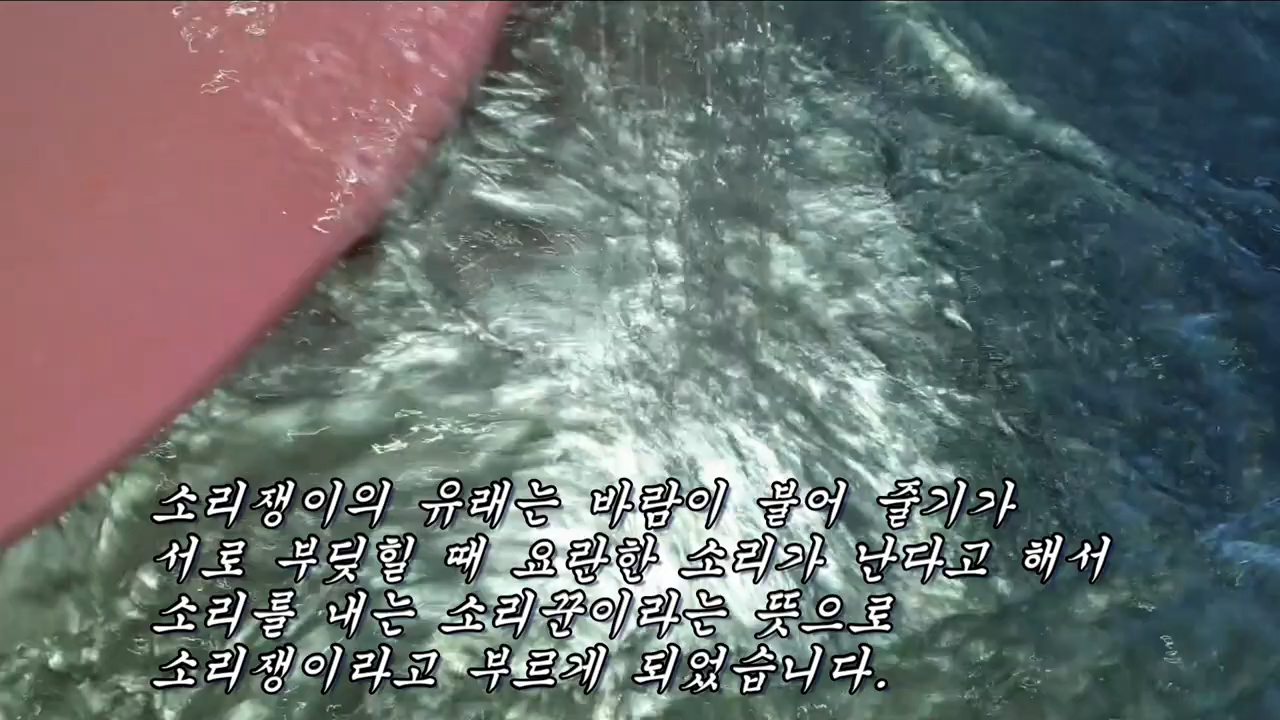 소리쟁이의 유래는 바람이 불어 줄기가
서로 부딪힐 때 요란한 소리가 난다고 해서
소리를 내는 소리꾼이라는 뜻으로
소리쟁이라고 부르게 되었습니다.